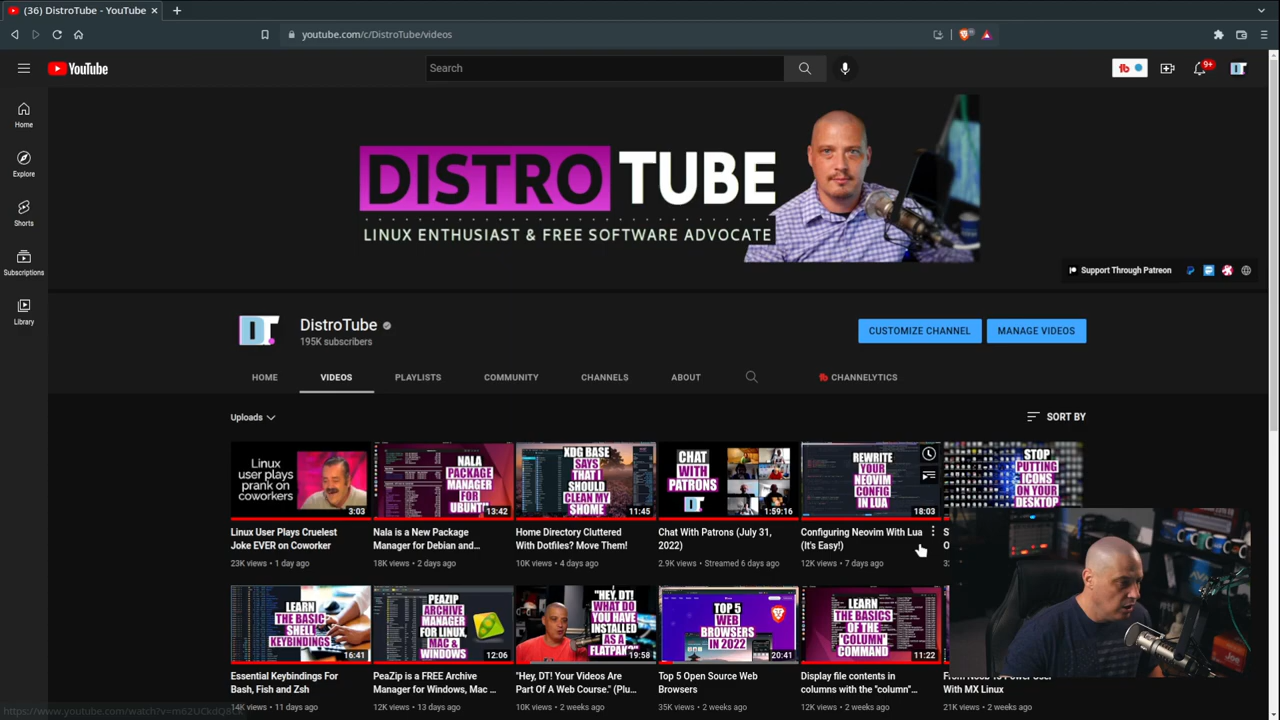 (36) DistroTube - YouTube
youtube.com/c/DistroTube/videos
YouTube
Search
9+
Home
Explore
Shorts
Subscriptions
Library
DISTRO TUBE
LINUX ENTHUSIAST & FREE SOFTWARE ADVOCATE
Support Through Patreon
DistroTube
195K subscribers
CUSTOMIZE CHANNEL
MANAGE VIDEOS
HOME
VIDEOS
PLAYLISTS
COMMUNITY
CHANNELS
ABOUT
CHANNELYTICS
Uploads
SORT BY
Linux
user plays
prank on
coworkers
3:03
NALA
PACKAGE
MANAGER
FOR
UBUNTU
13:42
XDG BASE
SAYS
THAT I
SHOULD
CLEAN MY
$HOME
11:45
CHAT
WITH
PATRONS
DT
1:59:16
REWRITE
YOUR
NEOVIM
CONFIG
IN LUA
18:03
STOP
PUTTING
ICONS
ON YOUR
DESKTOP
Linux User Plays Cruelest
Joke EVER on Coworker
23K views • 1 day ago
Nala is a New Package
Manager for Debian and...
18K views • 2 days ago
Home Directory Cluttered
With Dotfiles? Move Them!
10K views • 4 days ago
Chat With Patrons (July 31,
2022)
2.9K views • Streamed 6 days ago
Configuring Neovim With Lua
(It's Easy!)
12K views • 7 days ago
LEARN
THE BASIC
SHELL
KEYBINDINGS
16:41
PEAZIP
ARCHIVE
MANAGER
FOR LINUX,
MAC &
WINDOWS
12:06
"HEY, DT!
WHAT DO
YOU HAVE
INSTALLED
AS A
FLATPAK?"
19:58
TOP 5
WEB
BROWSERS
IN 2022
20:41
LEARN
THE BASICS
OF THE
COLUMN
COMMAND
11:22
Essential Keybindings For
Bash, Fish and Zsh
14K views • 11 days ago
PeaZip is a FREE Archive
Manager for Windows, Mac ...
12K views • 13 days ago
"Hey, DT! Your Videos Are
Part Of A Web Course." (Plu...
10K views • 2 weeks ago
Top 5 Open Source Web
Browsers
35K views • 2 weeks ago
Display file contents in
columns with the "column"...
11K views • 2 weeks ago
From Noob To Power User
With MX Linux
21K views • 2 weeks ago